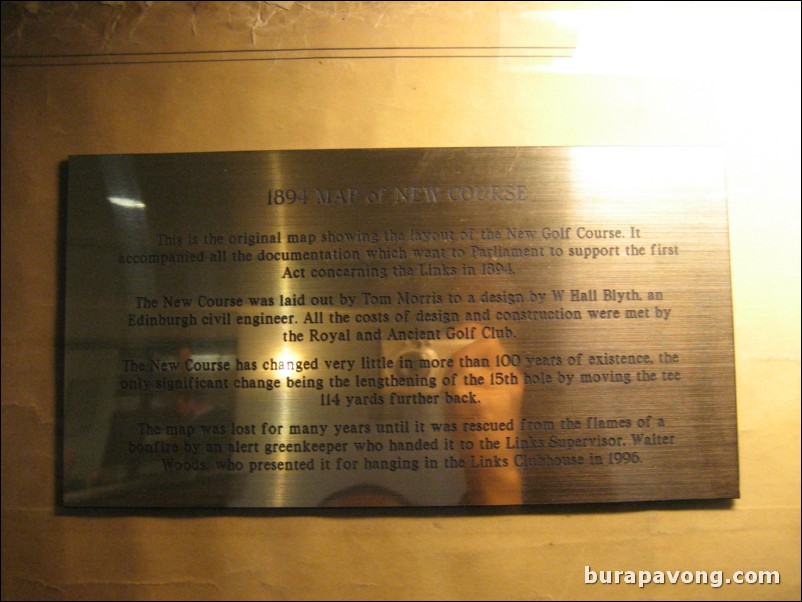 1894 MAP of NEW COURSE
This is the original map showing the layout of the New Golf Course. It
accompanied all the documentation which went to Parliament to support the first
Act concerning the Links in 1894.
The New Course was laid out by Tom Morris to a design by W Hall Blyth, an
Edinburgh civil engineer. All the costs of design and construction were met by
the Royal and Ancient Golf Club.
The New Course has changed very little in more than 100 years of existence, the
only significant change being the lengthening of the 15th hole by moving the tee
114 yards further back.
The map was lost for many years until it was rescued from the flames of a
bonfire by an alert greenkeeper who handed it to the Links Supervisor, Walter
Woods, who presented it for hanging in the Links Clubhouse in 1996.
burapavong.com